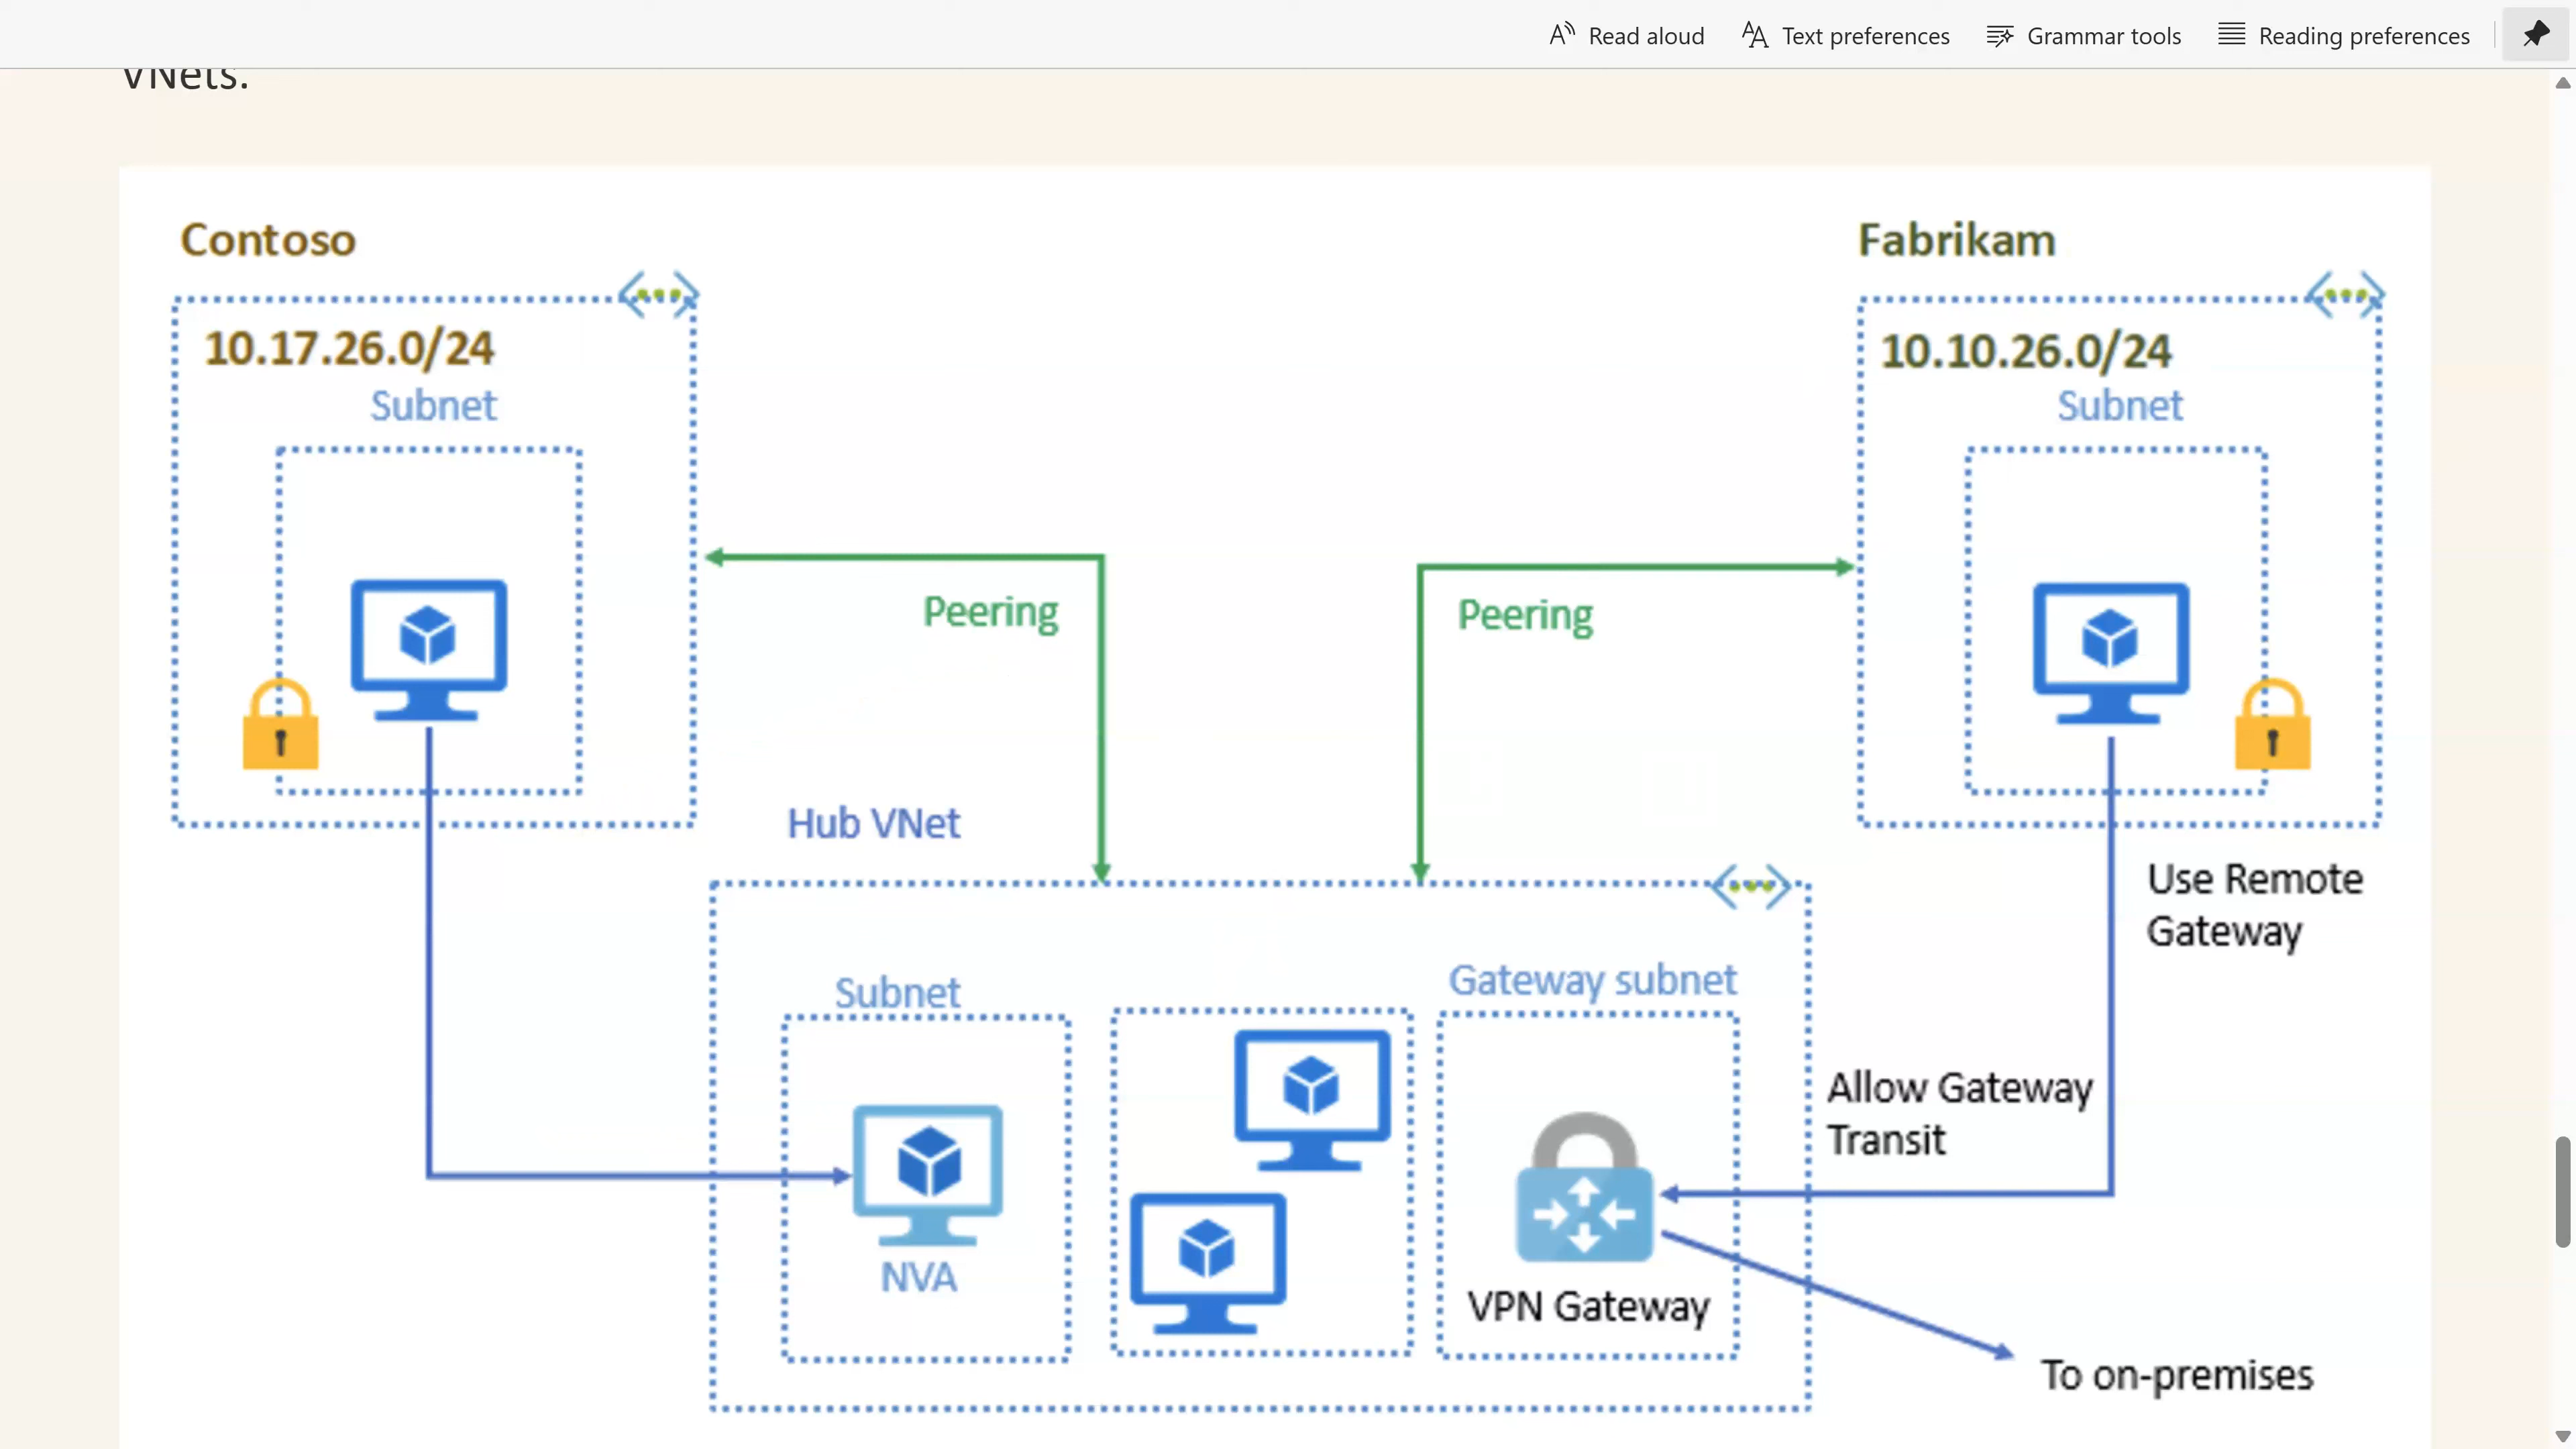 Read aloud
Text preferences
Grammar tools
Reading preferences
VNets.
Contoso
Fabrikam
10.17.26.0/24
10.10.26.0/24
Subnet
Subnet
Peering
Peering
Hub VNet
Use Remote
Gateway
Subnet
Gateway subnet
Allow Gateway
Transit
NVA
VPN Gateway
To on-premises